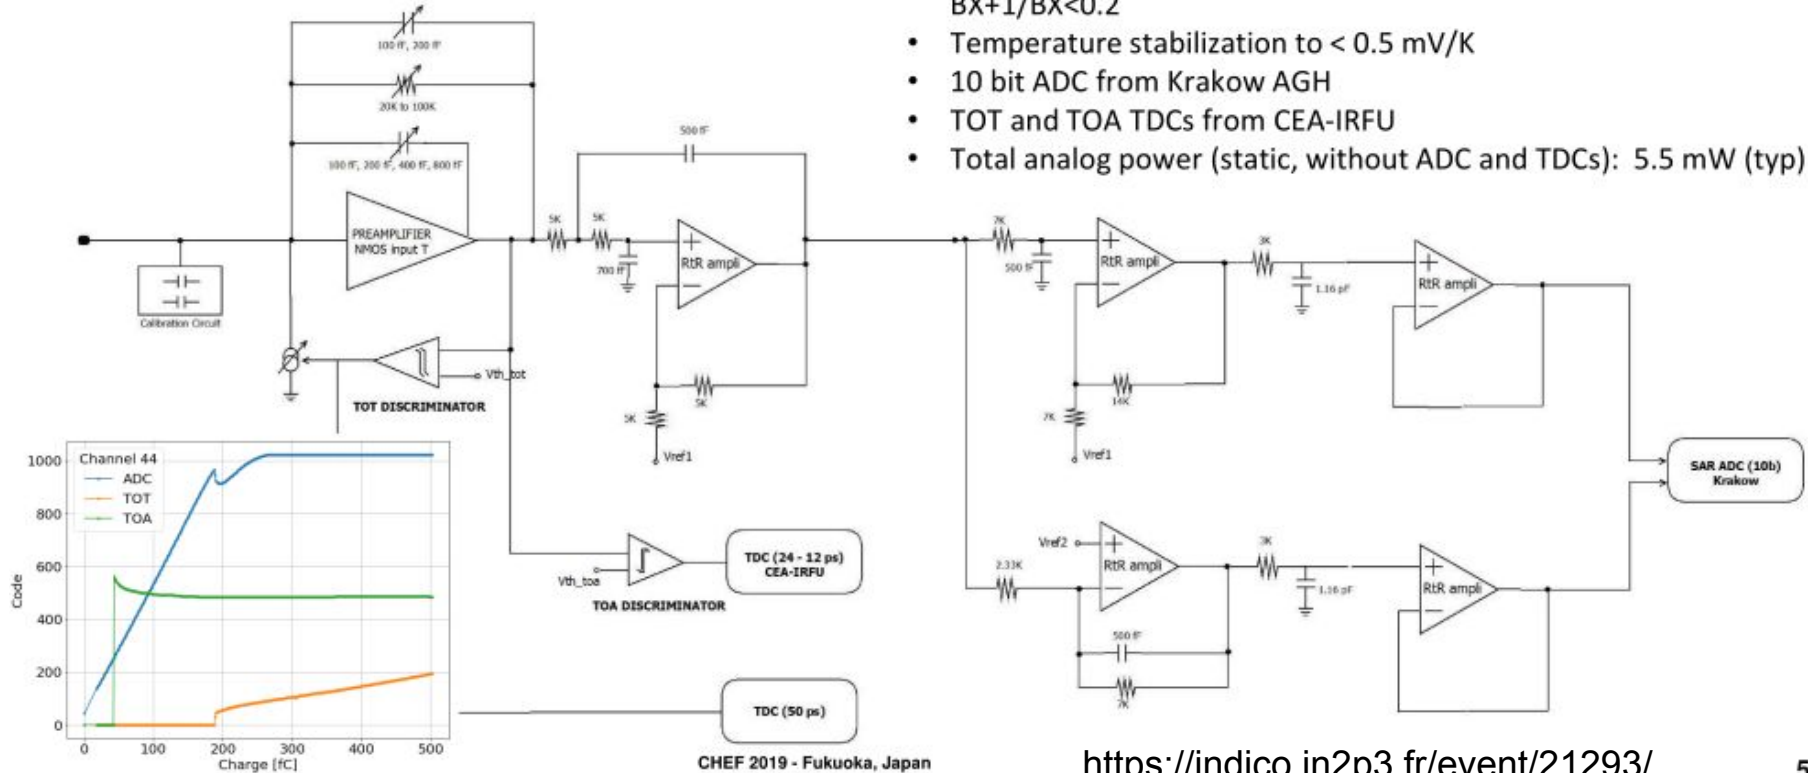 BX+1/BX<0.2
• Temperature stabilization to < 0.5 mV/K
• 10 bit ADC from Krakow AGH
• TOT and TOA TDCs from CEA-IRFU
• Total analog power (static, without ADC and TDCs): 5.5 mW (typ)
100 fF, 200 fF
20K to 100K
100 fF, 200 fF, 400 fF, 800 fF
PREAMPLIFIER
NMOS input T
Calibration Circuit
Vth_tot
TOT DISCRIMINATOR
5K
5K
500 fF
700 fF
RtR ampli
5K
5K
Vref1
7K
500 fF
RtR ampli
3K
1.16 pF
RtR ampli
14K
7K
Vref1
SAR ADC (10b)
Krakow
Vref2
2.33K
RtR ampli
3K
1.16 pF
RtR ampli
500 fF
7K
Vth_toa
TOA DISCRIMINATOR
TDC (24 - 12 ps)
CEA-IRFU
TDC (50 ps)
Channel 44
ADC
TOT
TOA
Code
1000
800
600
400
200
0
0 100 200 300 400 500
Charge [fC]
CHEF 2019 - Fukuoka, Japan
https://indico.in2p3.fr/event/21293/
5